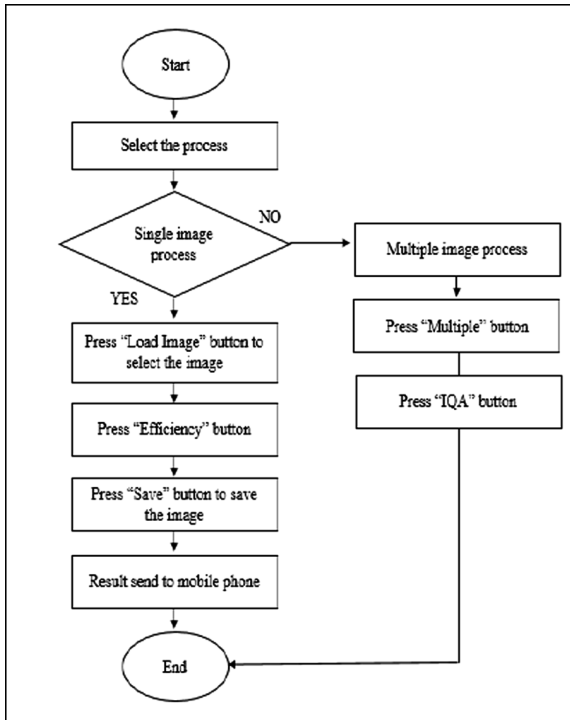 Start
Select the process
Single image
process
NO
YES
Multiple image process
Press “Multiple” button
Press “IQA” button
Press “Load Image” button to
select the image
Press “Efficiency” button
Press “Save” button to save
the image
Result send to mobile phone
End